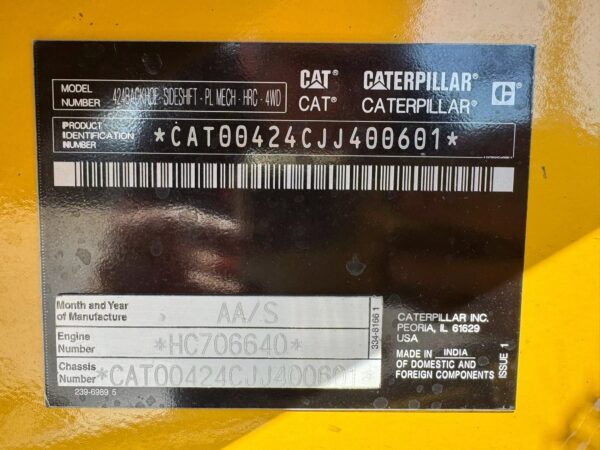 MODEL NUMBER 424BACKHOE-SIDESHIFT - PL MECH - HRC - 4WD
CAT® CATERPILLAR®
CAT® CATERPILLAR®
PRODUCT IDENTIFICATION NUMBER *CAT00424CJJ400601*
Month and Year of Manufacture AA/S
Engine Number *HC706640*
Chassis Number *CAT00424CJJ400601*
239-6989 5
334-8166 1
CATERPILLAR INC.
PEORIA, IL 61629
USA
MADE IN INDIA
OF DOMESTIC AND
FOREIGN COMPONENTS
ISSUE 1